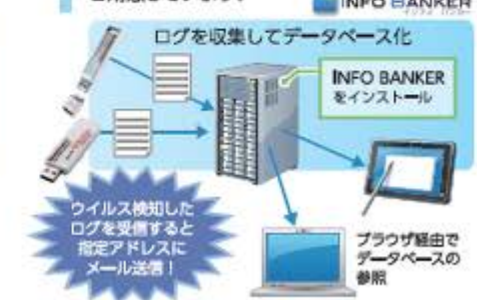 INFO BANKER
ログを収集してデータベース化
INFO BANKER
をインストール
ウイルス検知した
ログを受信すると
指定アドレスに
メール送信!
ブラウザ経由で
データベースの
参照